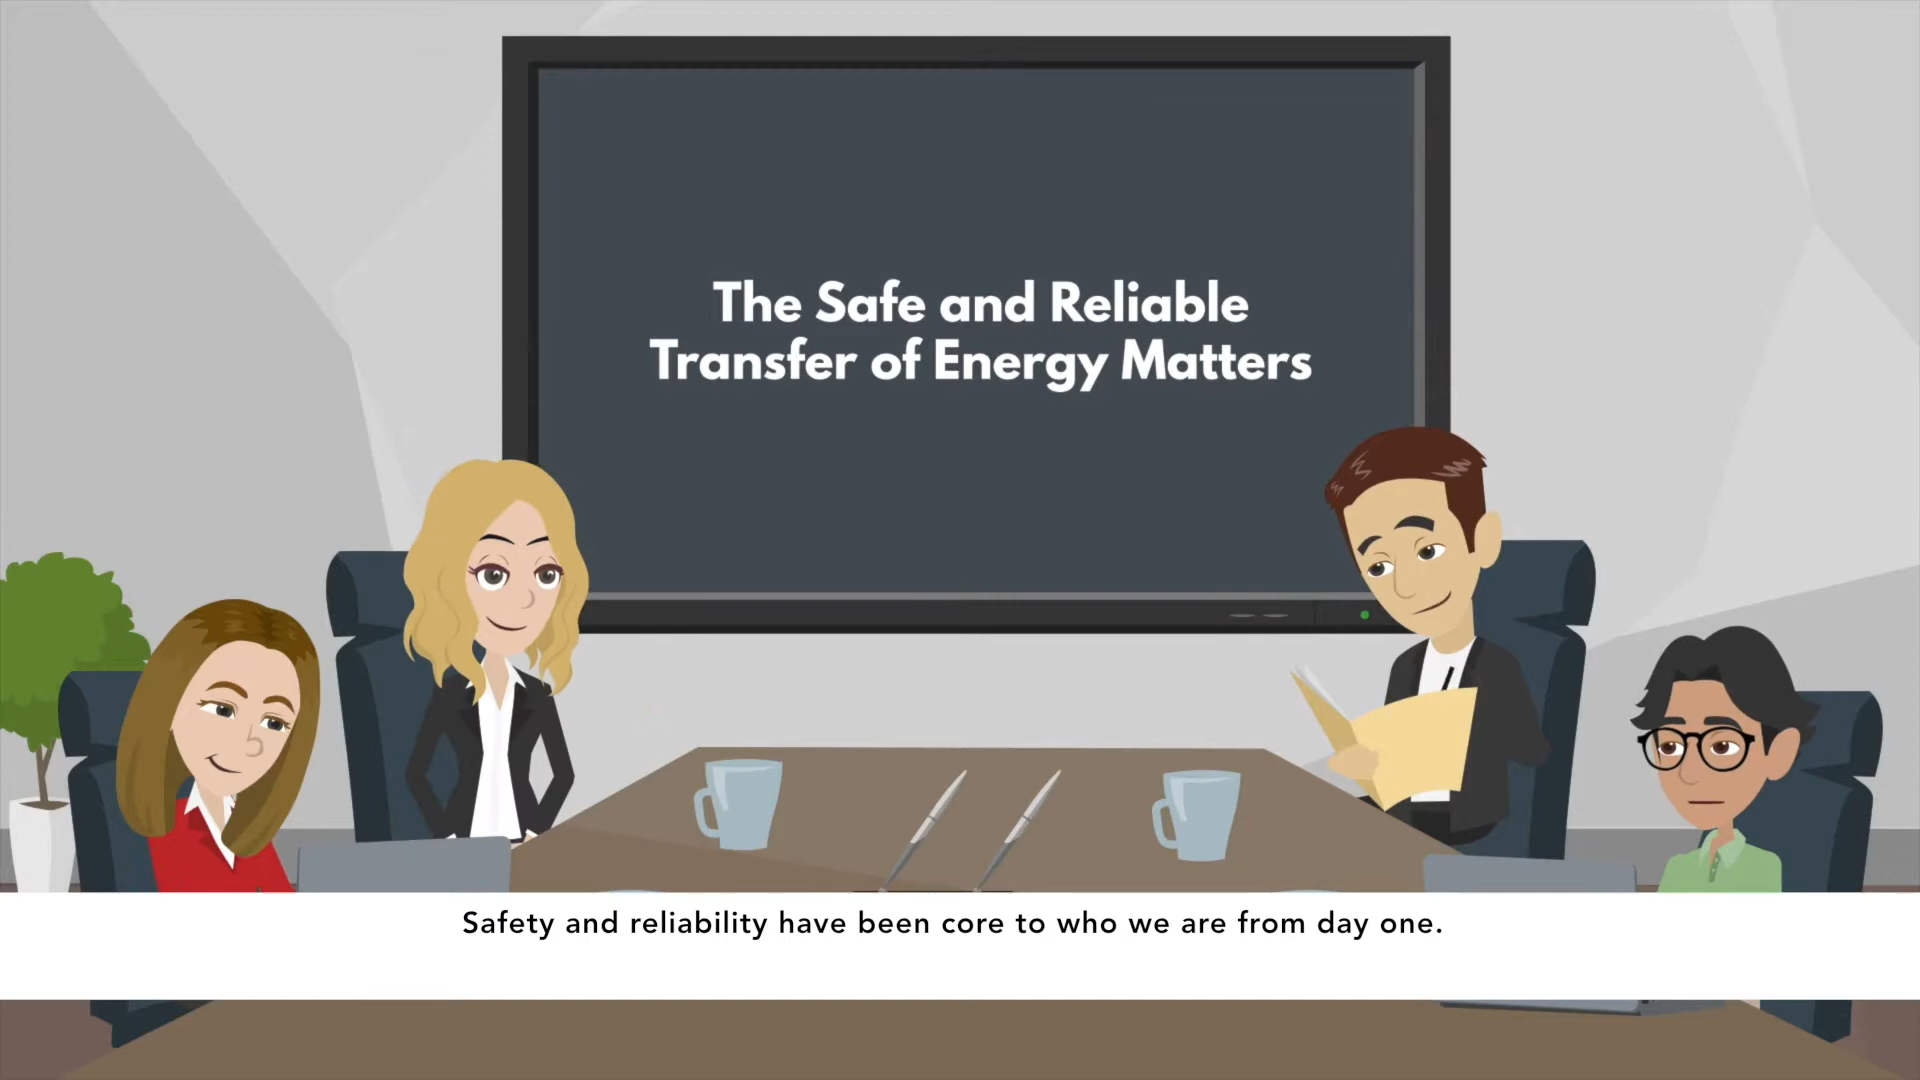 The Safe and Reliable
Transfer of Energy Matters
Safety and reliability have been core to who we are from day one.